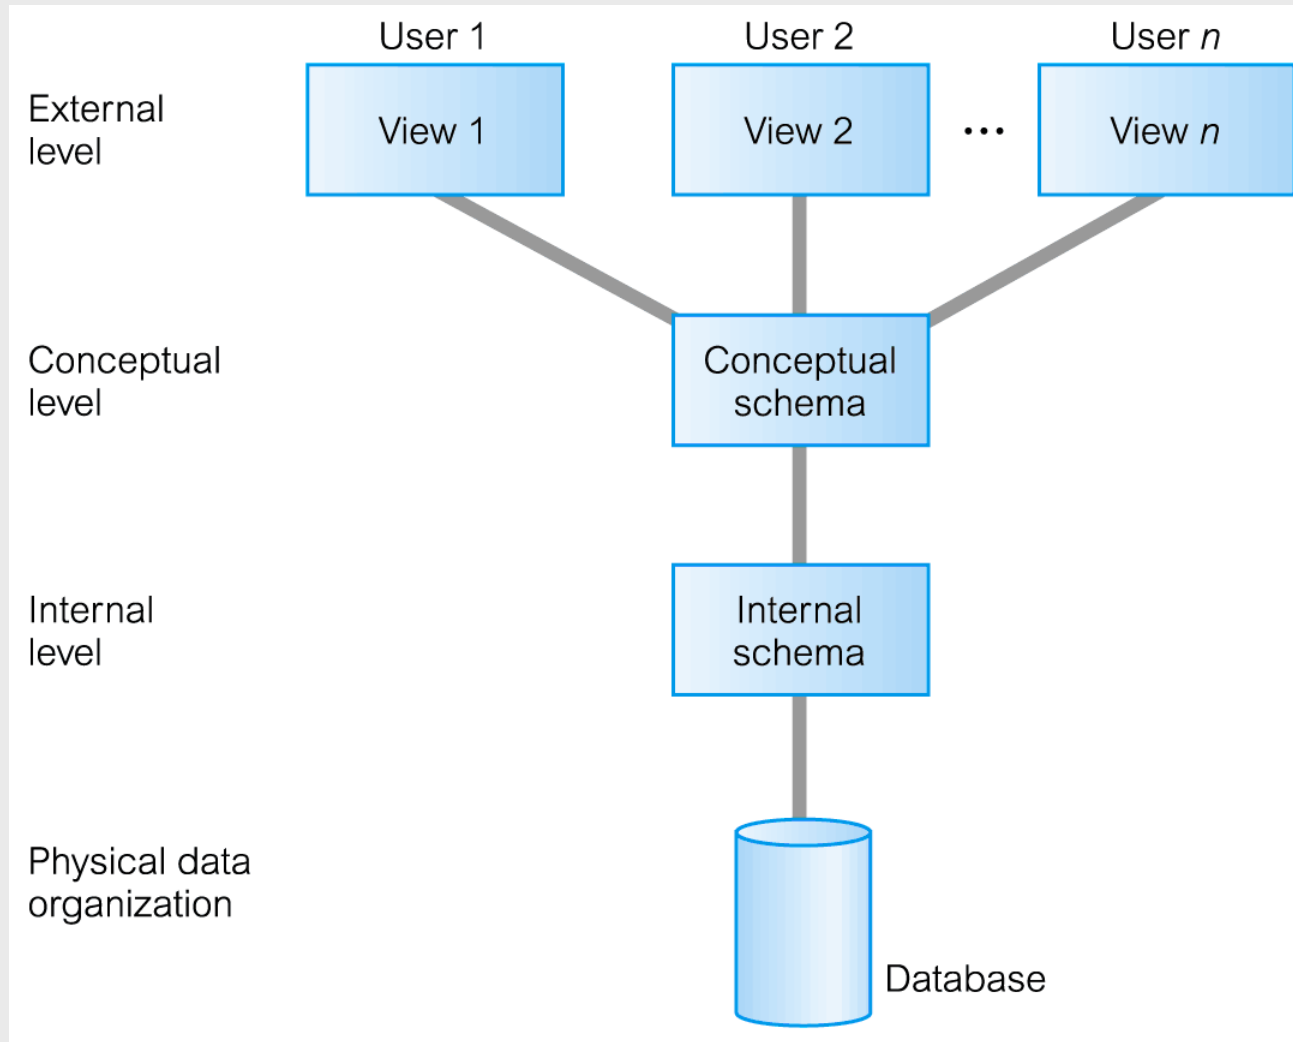 User 1
User 2
User n
External
level
View 1
View 2
...
View n
Conceptual
level
Conceptual
schema
Internal
level
Internal
schema
Physical data
organization
Database